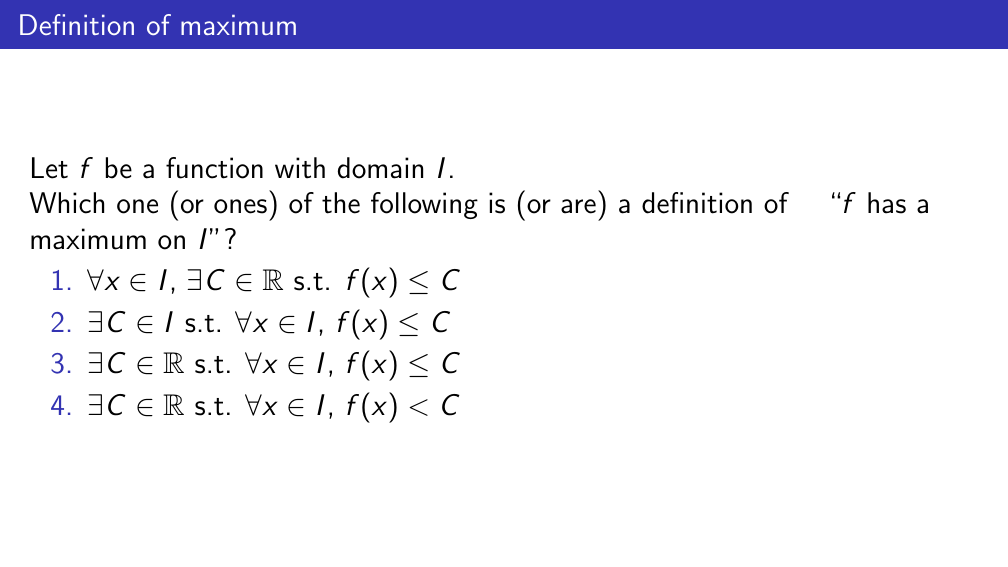 Definition of maximum
Let f be a function with domain I.
Which one (or ones) of the following is (or are) a definition of “f has a
maximum on I”?
1. ∀x ∈ I, ∃C ∈ ℝ s.t. f(x) ≤ C
2. ∃C ∈ I s.t. ∀x ∈ I, f(x) ≤ C
3. ∃C ∈ ℝ s.t. ∀x ∈ I, f(x) ≤ C
4. ∃C ∈ ℝ s.t. ∀x ∈ I, f(x) < C